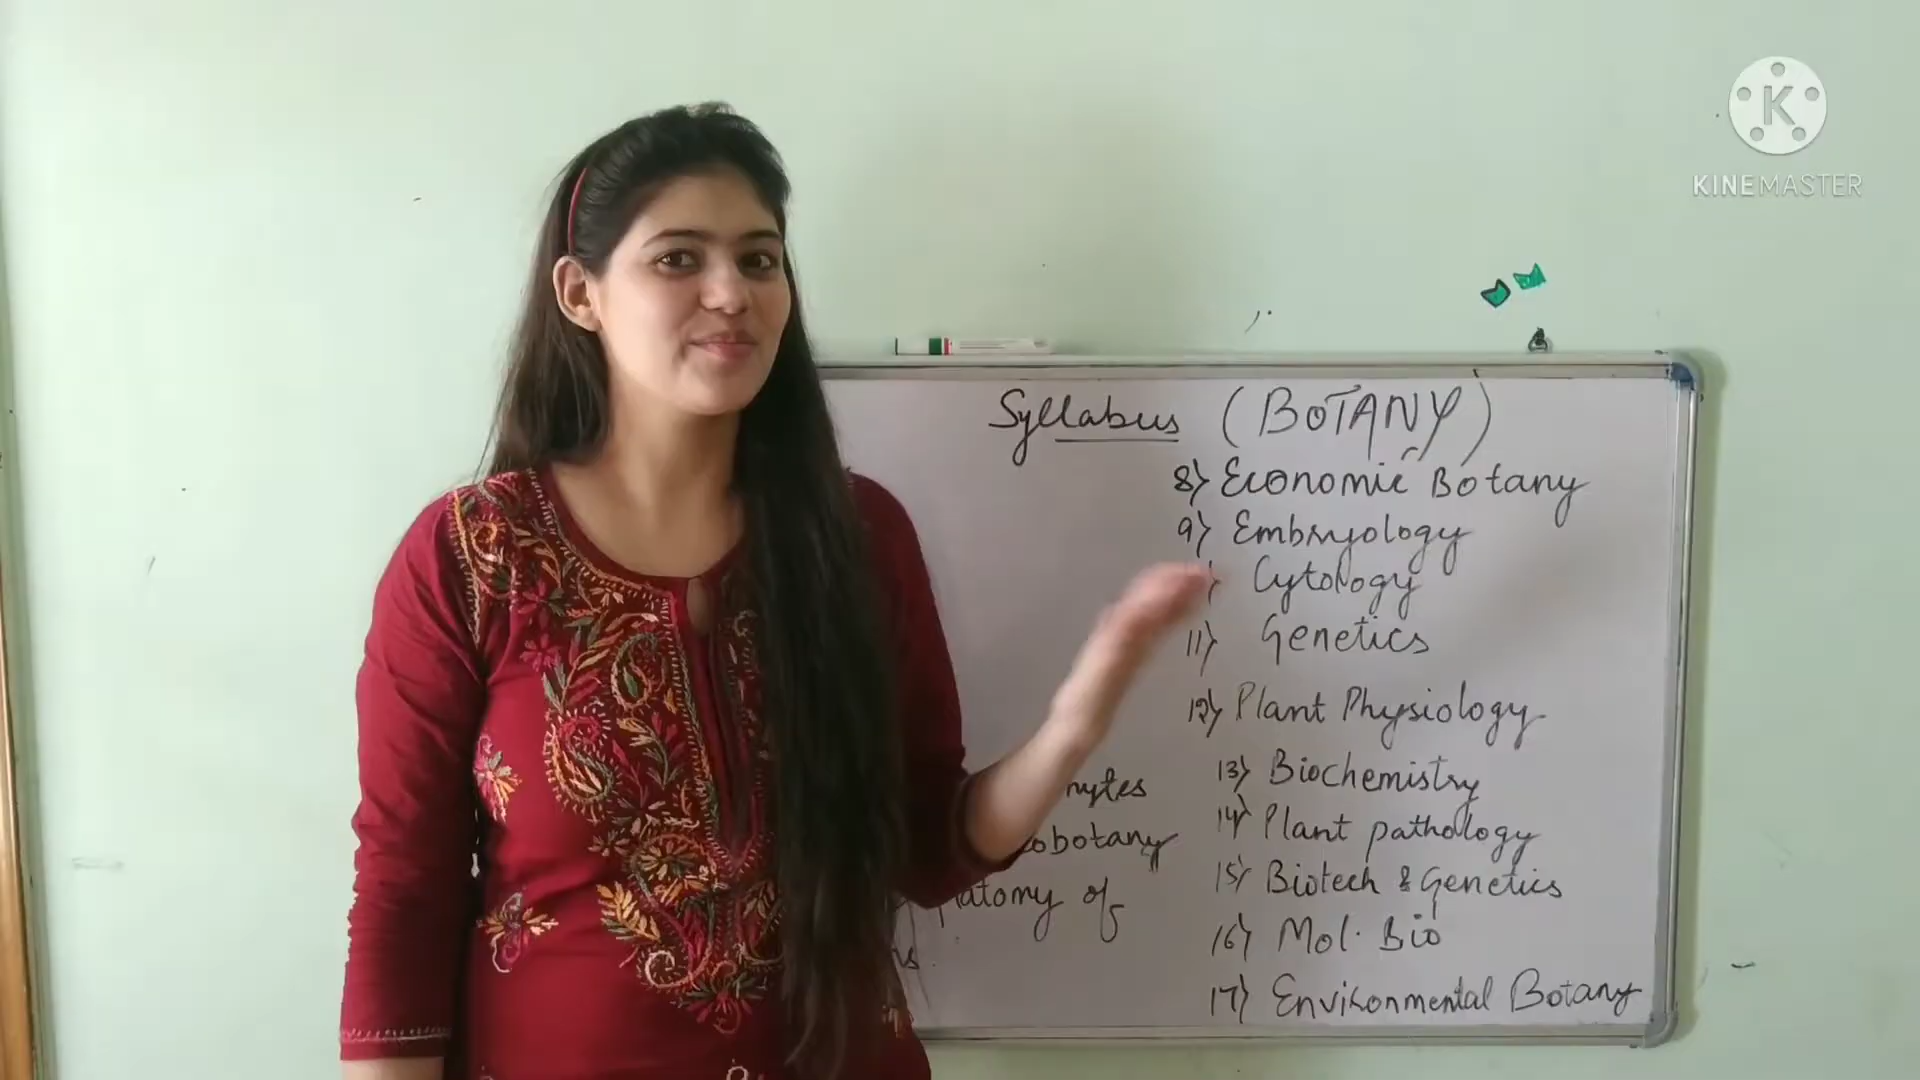 KINEMASTER
Syllabus (BOTANY)
8) Economic Botany
9) Embryology
Cytology
11) Genetics
12) Plant Physiology
13) Biochemistry
14) Plant pathology
15) Biotech & Genetics
16) Mol. Bio
17) Environmental Botany
of